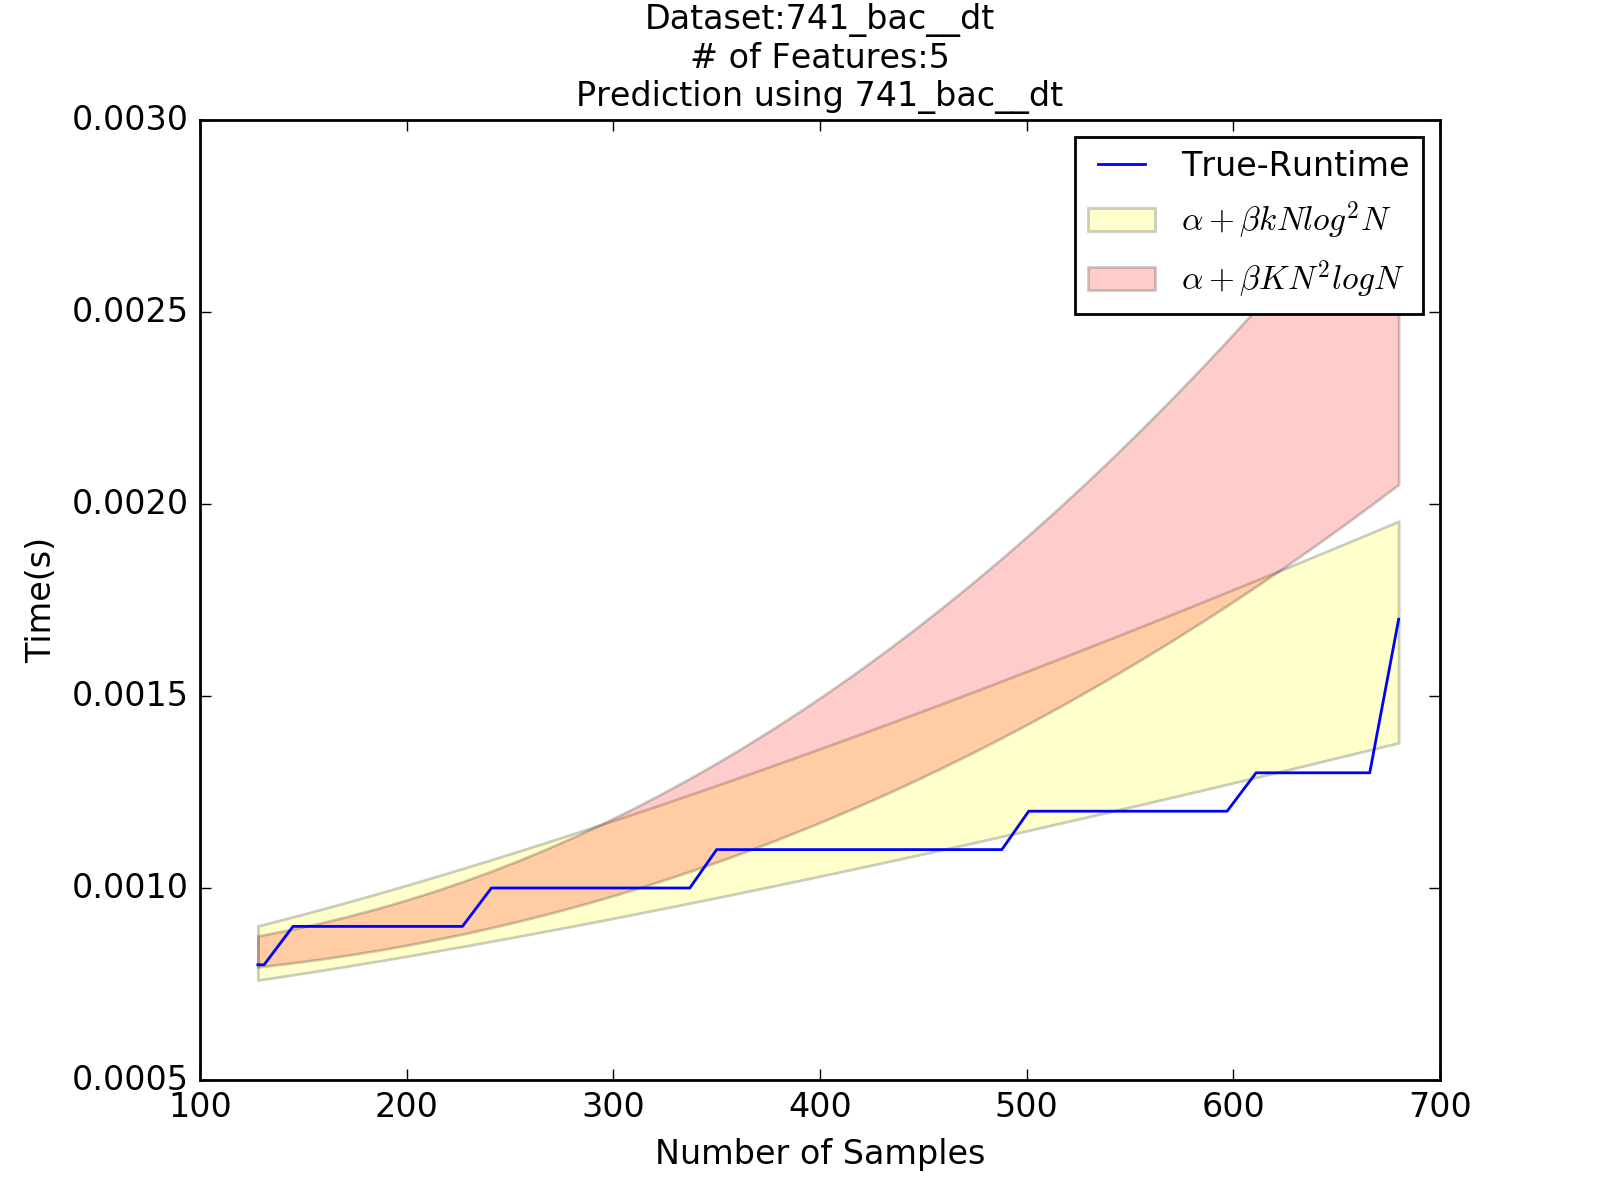 Dataset:741_bac__dt
# of Features:5
Prediction using 741_bac__dt
0.0030
0.0025
0.0020
0.0015
0.0010
0.0005
Time(s)
True-Runtime
α + βkNlog²N
α + βKN²logN
100 200 300 400 500 600 700
Number of Samples